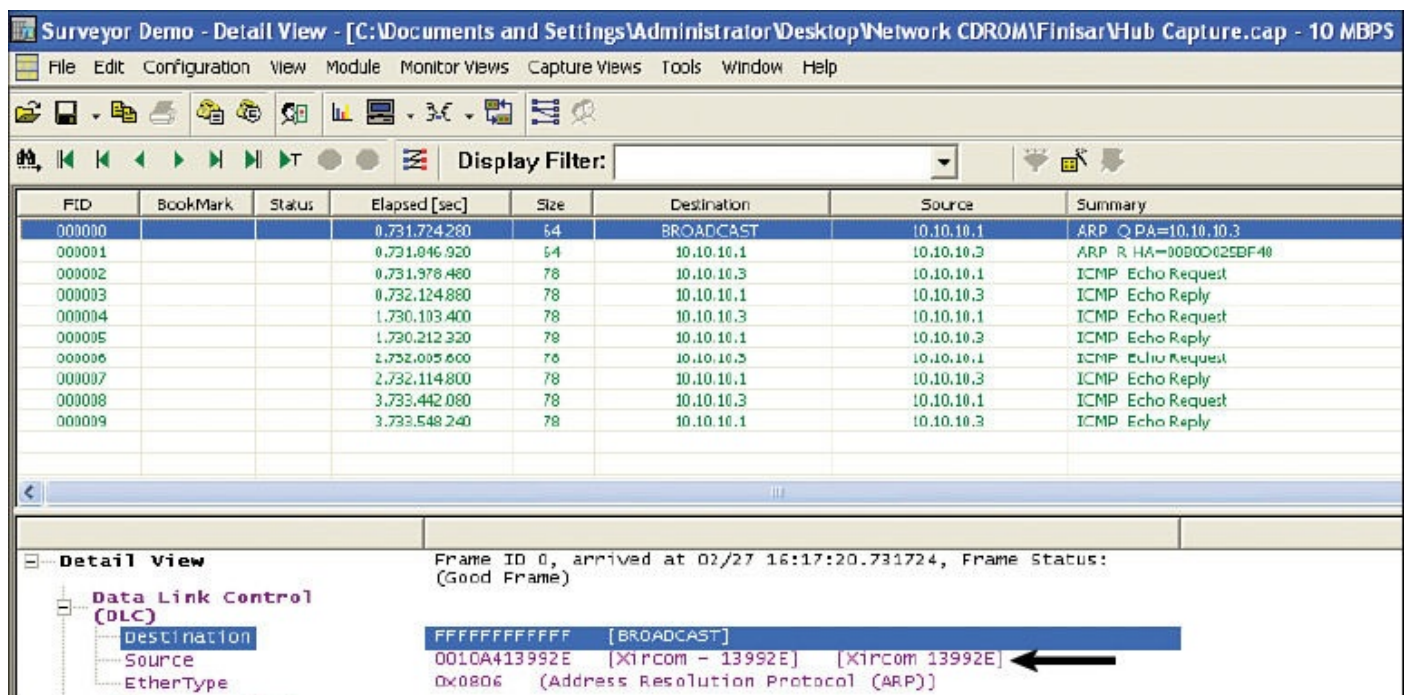 Surveyor Demo - Detail View - [C:\Documents and Settings\Administrator\Desktop\Network CDROM\Finisar\Hub Capture.cap - 10 MBPS
File Edit Configuration View Module Monitor Views Capture Views Tools Window Help
Display Filter:
FID BookMark Status Elapsed [sec] Size Destination Source Summary
000000 0.731.724.280 64 BROADCAST 10.10.10.1 ARP Q PA=10.10.10.3
000001 0.731.846.920 64 10.10.10.1 10.10.10.3 ARP R HA=00B0D025BF48
000002 0.731.978.480 78 10.10.10.3 10.10.10.1 ICMP Echo Request
000003 0.732.124.880 78 10.10.10.1 10.10.10.3 ICMP Echo Reply
000004 1.730.103.400 78 10.10.10.3 10.10.10.1 ICMP Echo Request
000005 1.730.212.320 78 10.10.10.1 10.10.10.3 ICMP Echo Reply
000006 2.732.005.600 78 10.10.10.3 10.10.10.1 ICMP Echo Request
000007 2.732.114.800 78 10.10.10.1 10.10.10.3 ICMP Echo Reply
000008 3.733.442.080 78 10.10.10.3 10.10.10.1 ICMP Echo Request
000009 3.733.548.240 78 10.10.10.1 10.10.10.3 ICMP Echo Reply
Detail View Frame ID 0, arrived at 02/27 16:17:20.731724, Frame Status:
(Good Frame)
Data Link Control
(DLC)
Destination FFFFFFFFFFFF [BROADCAST]
Source 0010A413992E [Xircom - 13992E] [Xircom 13992E]
EtherType 0x0806 (Address Resolution Protocol (ARP))